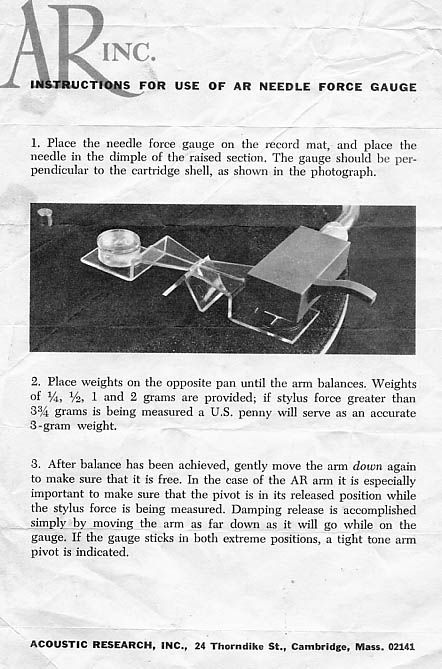 AR INC.
INSTRUCTIONS FOR USE OF AR NEEDLE FORCE GAUGE
1. Place the needle force gauge on the record mat, and place the
needle in the dimple of the raised section. The gauge should be per-
pendicular to the cartridge shell, as shown in the photograph.
2. Place weights on the opposite pan until the arm balances. Weights
of ¼, ½, 1 and 2 grams are provided; if stylus force greater than
3¾ grams is being measured a U.S. penny will serve as an accurate
3-gram weight.
3. After balance has been achieved, gently move the arm down again
to make sure that it is free. In the case of the AR arm it is especially
important to make sure that the pivot is in its released position while
the stylus force is being measured. Damping release is accomplished
simply by moving the arm as far down as it will go while on the
gauge. If the gauge sticks in both extreme positions, a tight tone arm
pivot is indicated.
ACOUSTIC RESEARCH, INC., 24 Thorndike St., Cambridge, Mass. 02141